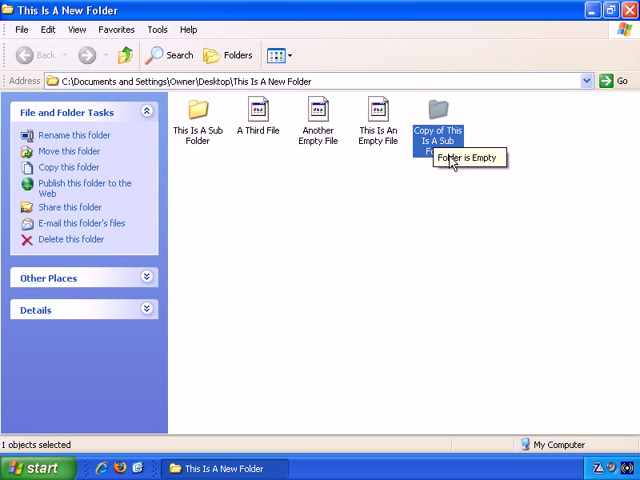 This Is A New Folder
File Edit View Favorites Tools Help
Back Search Folders
Address C:\Documents and Settings\Owner\Desktop\This Is A New Folder Go
File and Folder Tasks
Rename this folder
Move this folder
Copy this folder
Publish this folder to the
Web
Share this folder
E-mail this folder's files
Delete this folder
Other Places
Details
This Is A Sub
Folder
A Third File
Another
Empty File
This Is An
Empty File
Copy of This
Is A Sub
Folder is Empty
1 objects selected
My Computer
start
This Is A New Folder